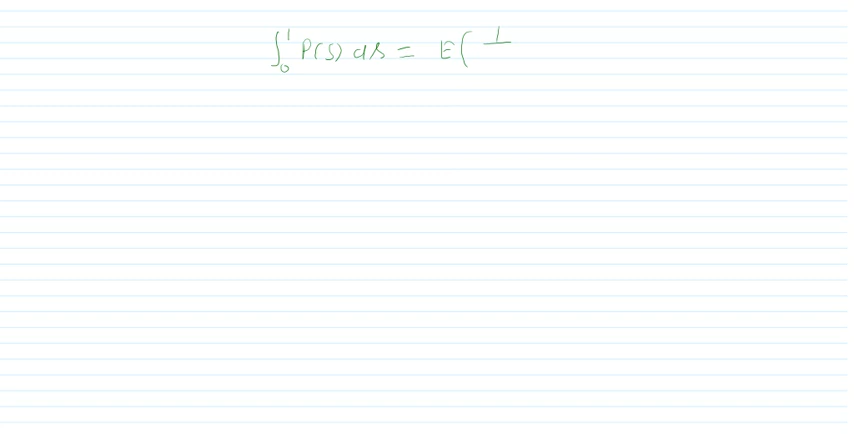 ∫₀¹ P(S) ds = E( 1/